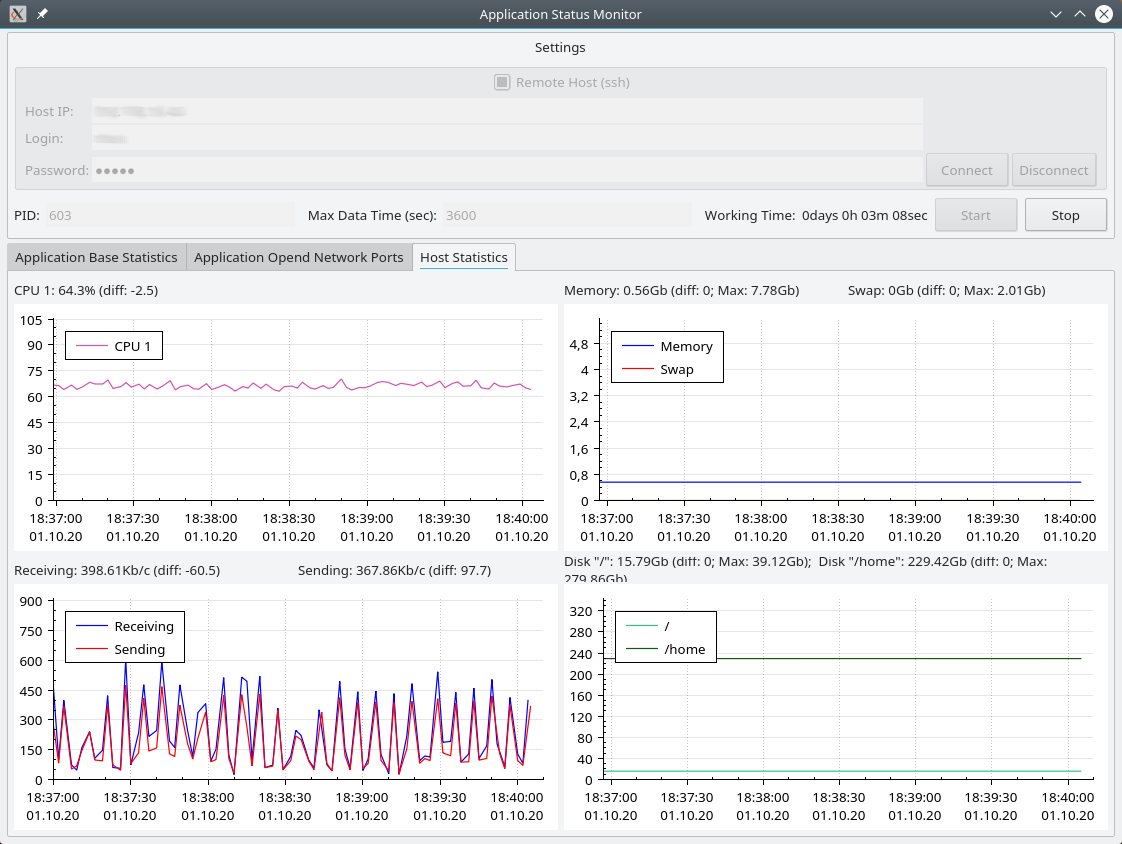 Application Status Monitor
Settings
Remote Host (ssh)
Host IP:
Login:
Password: ●●●●●
Connect Disconnect
PID: 603 Max Data Time (sec): 3600 Working Time: 0days 0h 03m 08sec Start Stop
Application Base Statistics Application Opend Network Ports Host Statistics
CPU 1: 64.3% (diff: -2.5)
105
90
75
60
45
30
15
0
CPU 1
18:37:00 18:37:30 18:38:00 18:38:30 18:39:00 18:39:30 18:40:00
01.10.20 01.10.20 01.10.20 01.10.20 01.10.20 01.10.20 01.10.20
Memory: 0.56Gb (diff: 0; Max: 7.78Gb) Swap: 0Gb (diff: 0; Max: 2.01Gb)
4,8
4
3,2
2,4
1,6
0,8
0
Memory
Swap
18:37:00 18:37:30 18:38:00 18:38:30 18:39:00 18:39:30 18:40:00
01.10.20 01.10.20 01.10.20 01.10.20 01.10.20 01.10.20 01.10.20
Receiving: 398.61Kb/c (diff: -60.5) Sending: 367.86Kb/c (diff: 97.7)
900
750
600
450
300
150
0
Receiving
Sending
18:37:00 18:37:30 18:38:00 18:38:30 18:39:00 18:39:30 18:40:00
01.10.20 01.10.20 01.10.20 01.10.20 01.10.20 01.10.20 01.10.20
Disk "/": 15.79Gb (diff: 0; Max: 39.12Gb); Disk "/home": 229.42Gb (diff: 0; Max:
279.86Gb)
320
280
240
200
160
120
80
40
0
/
/home
18:37:00 18:37:30 18:38:00 18:38:30 18:39:00 18:39:30 18:40:00
01.10.20 01.10.20 01.10.20 01.10.20 01.10.20 01.10.20 01.10.20